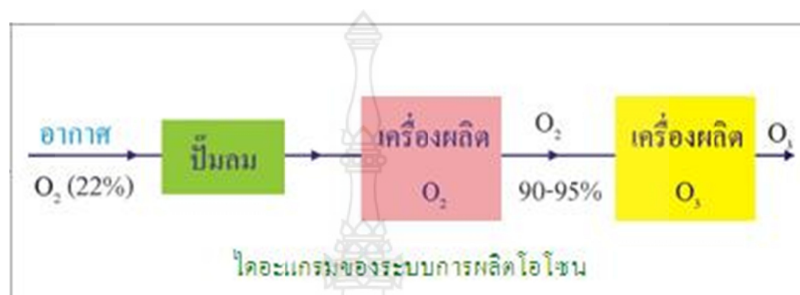 อากาศ
O₂ (22%)
ปั๊มลม
เครื่องผลิต
O₂
O₂
90-95%
เครื่องผลิต
O₃
O₃
ไดอะแกรมของระบบการผลิตโอโซน